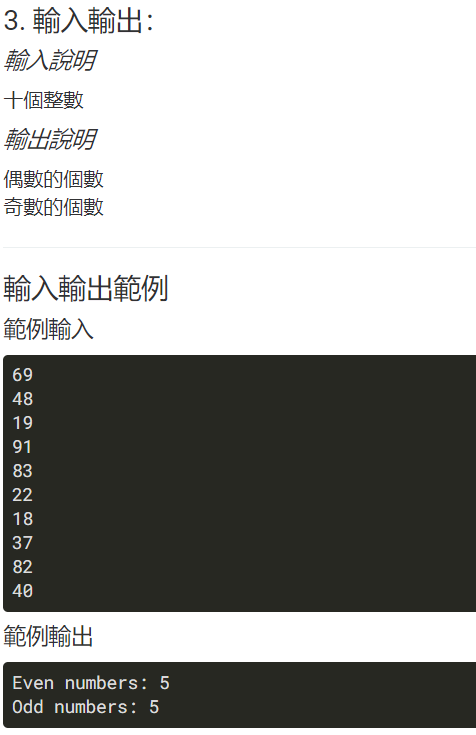 3. 輸入輸出：
輸入說明
十個整數
輸出說明
偶數的個數
奇數的個數
輸入輸出範例
範例輸入
69
48
19
91
83
22
18
37
82
40
範例輸出
Even numbers: 5
Odd numbers: 5